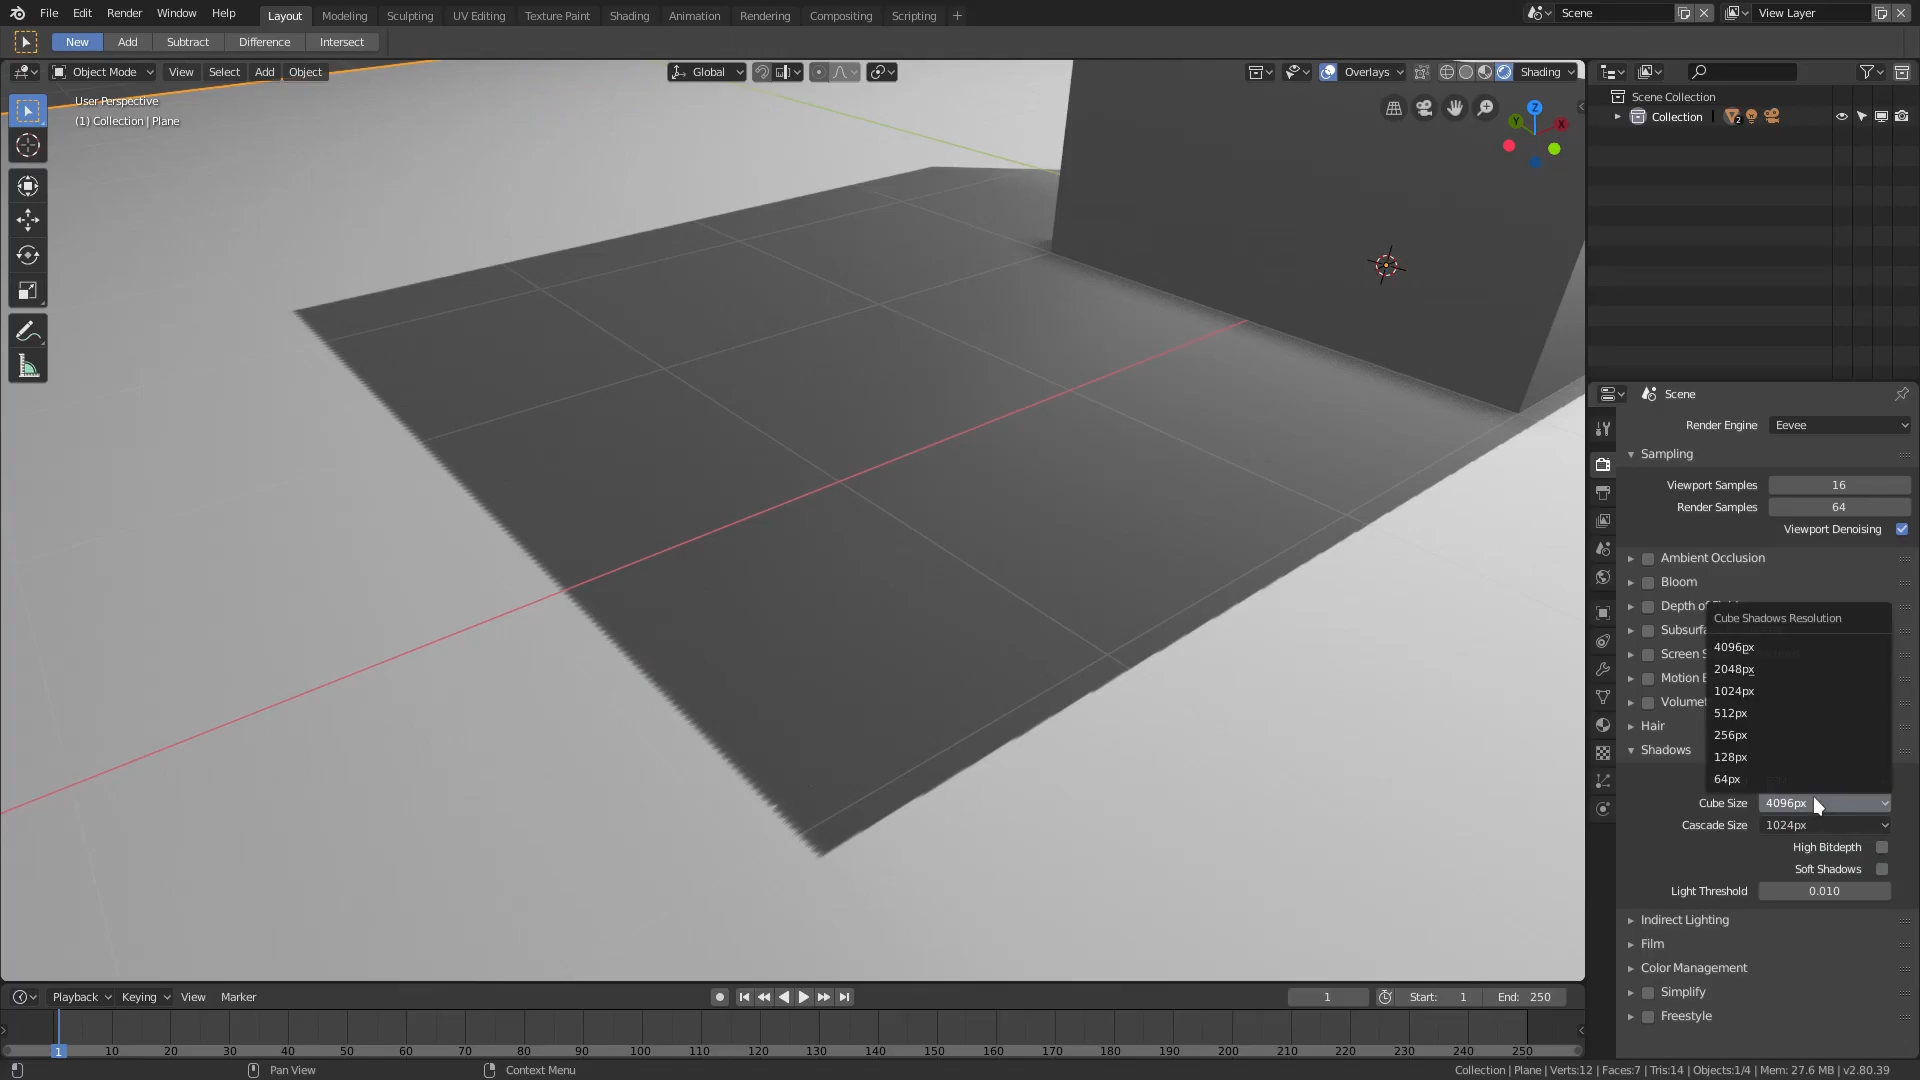 File Edit Render Window Help Layout Modeling Sculpting UV Editing Texture Paint Shading Animation Rendering Compositing Scripting + Scene View Layer
New Add Subtract Difference Intersect
Object Mode View Select Add Object Global Overlays Shading
User Perspective
(1) Collection | Plane
Z
Y
X
Scene Collection
Collection
2
Scene
Render Engine Eevee
Sampling
Viewport Samples 16
Render Samples 64
Viewport Denoising
Ambient Occlusion
Bloom
Depth of
Cube Shadows Resolution
Subsurfa
4096px
Screen S
2048px
Motion
1024px
Volumet
512px
Hair
256px
Shadows
128px
64px
Cube Size 4096px
Cascade Size 1024px
High Bitdepth
Soft Shadows
Light Threshold 0.010
Indirect Lighting
Film
Color Management
Simplify
Freestyle
Playback Keying View Marker 1 Start: 1 End: 250
1 10 20 30 40 50 60 70 80 90 100 110 120 130 140 150 160 170 180 190 200 210 220 230 240 250
Pan View Context Menu Collection | Plane | Verts:12 | Faces:7 | Tris:14 | Objects:1/4 | Mem: 27.6 MB | v2.80.39